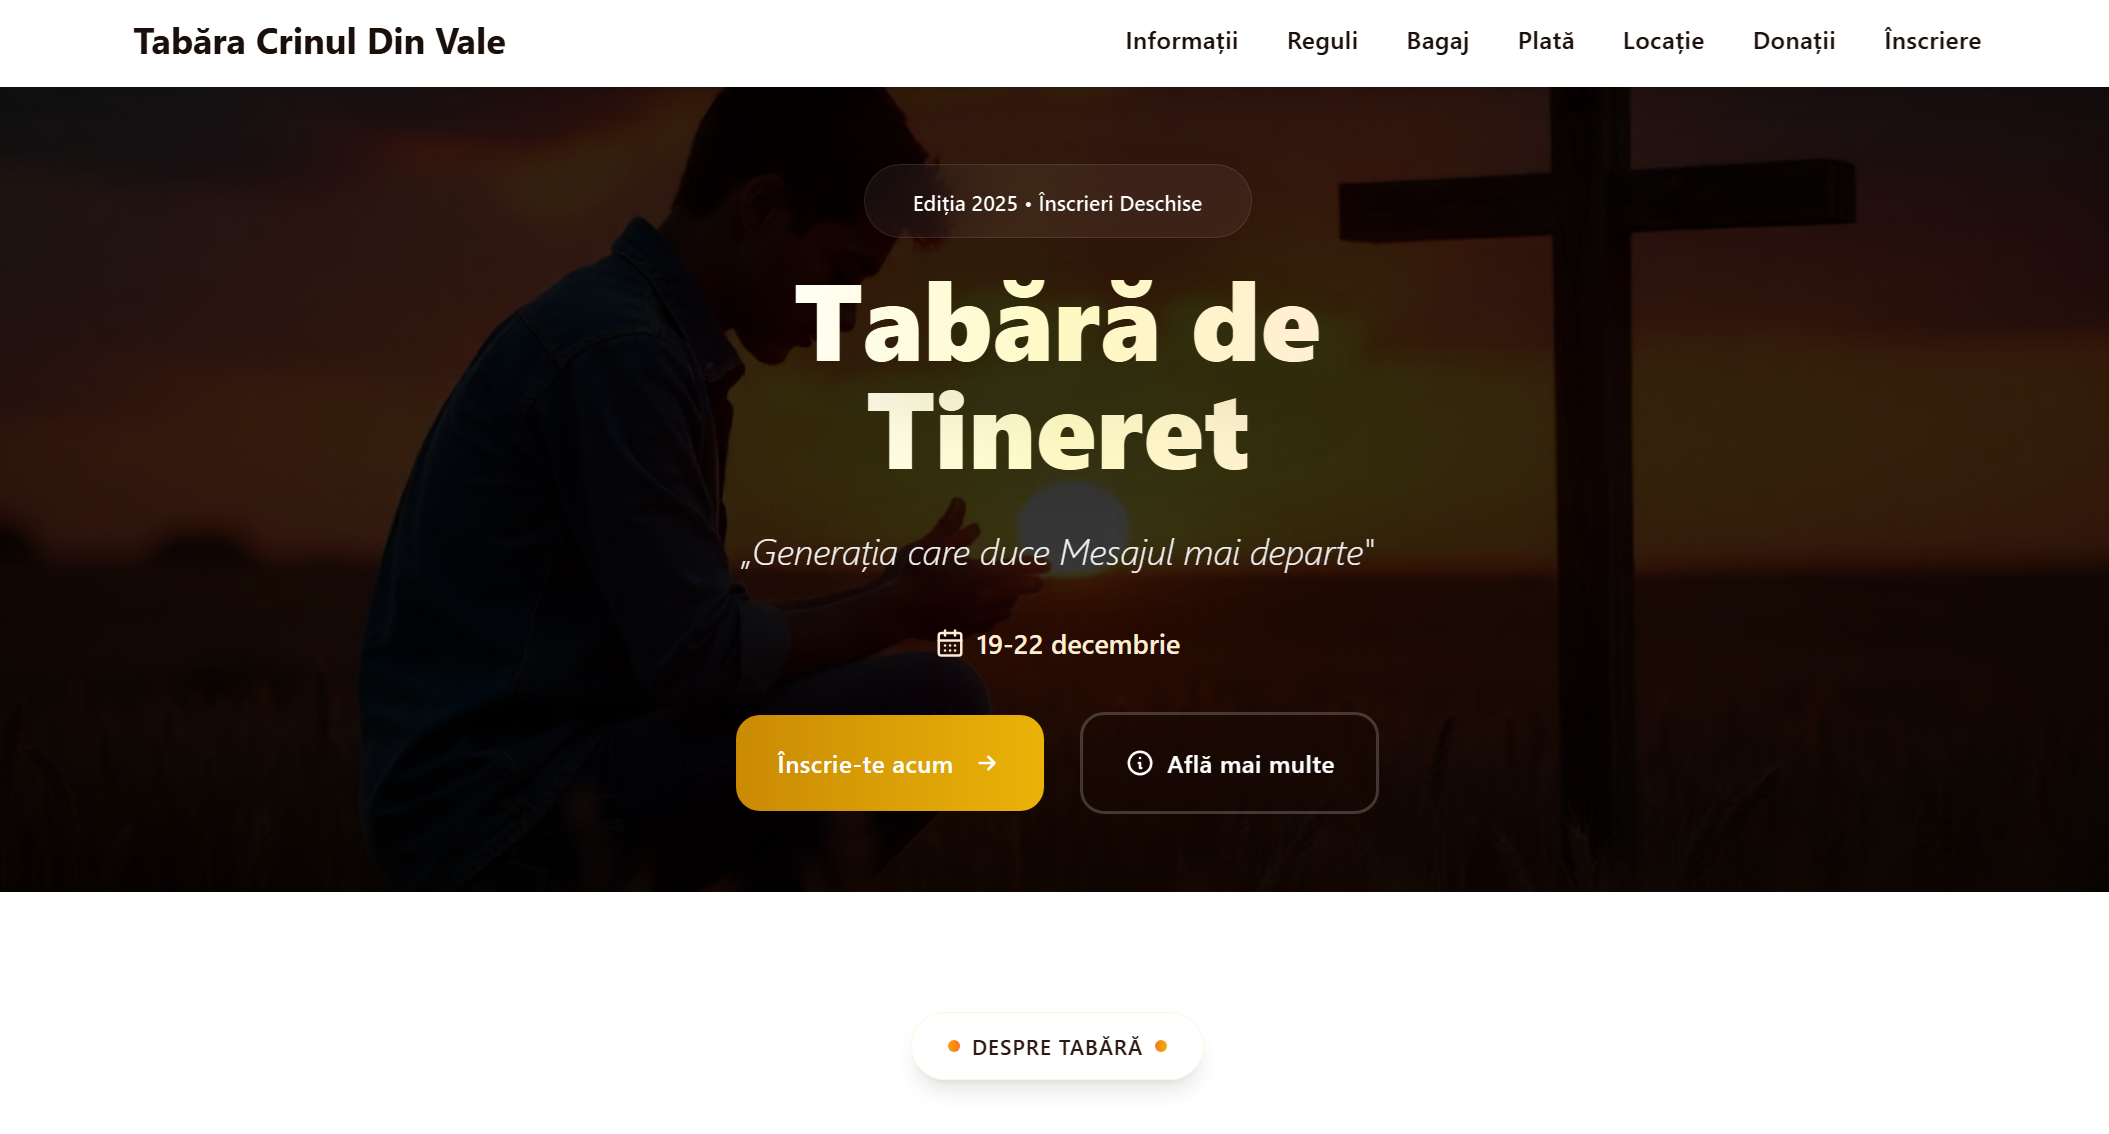 Tabăra Crinul Din Vale
Informații
Reguli
Bagaj
Plată
Locație
Donații
Înscriere
Ediția 2025 • Înscrieri Deschise
Tabără de
Tineret
„Generația care duce Mesajul mai departe"
19-22 decembrie
Înscrie-te acum →
Află mai multe
DESPRE TABĂRĂ